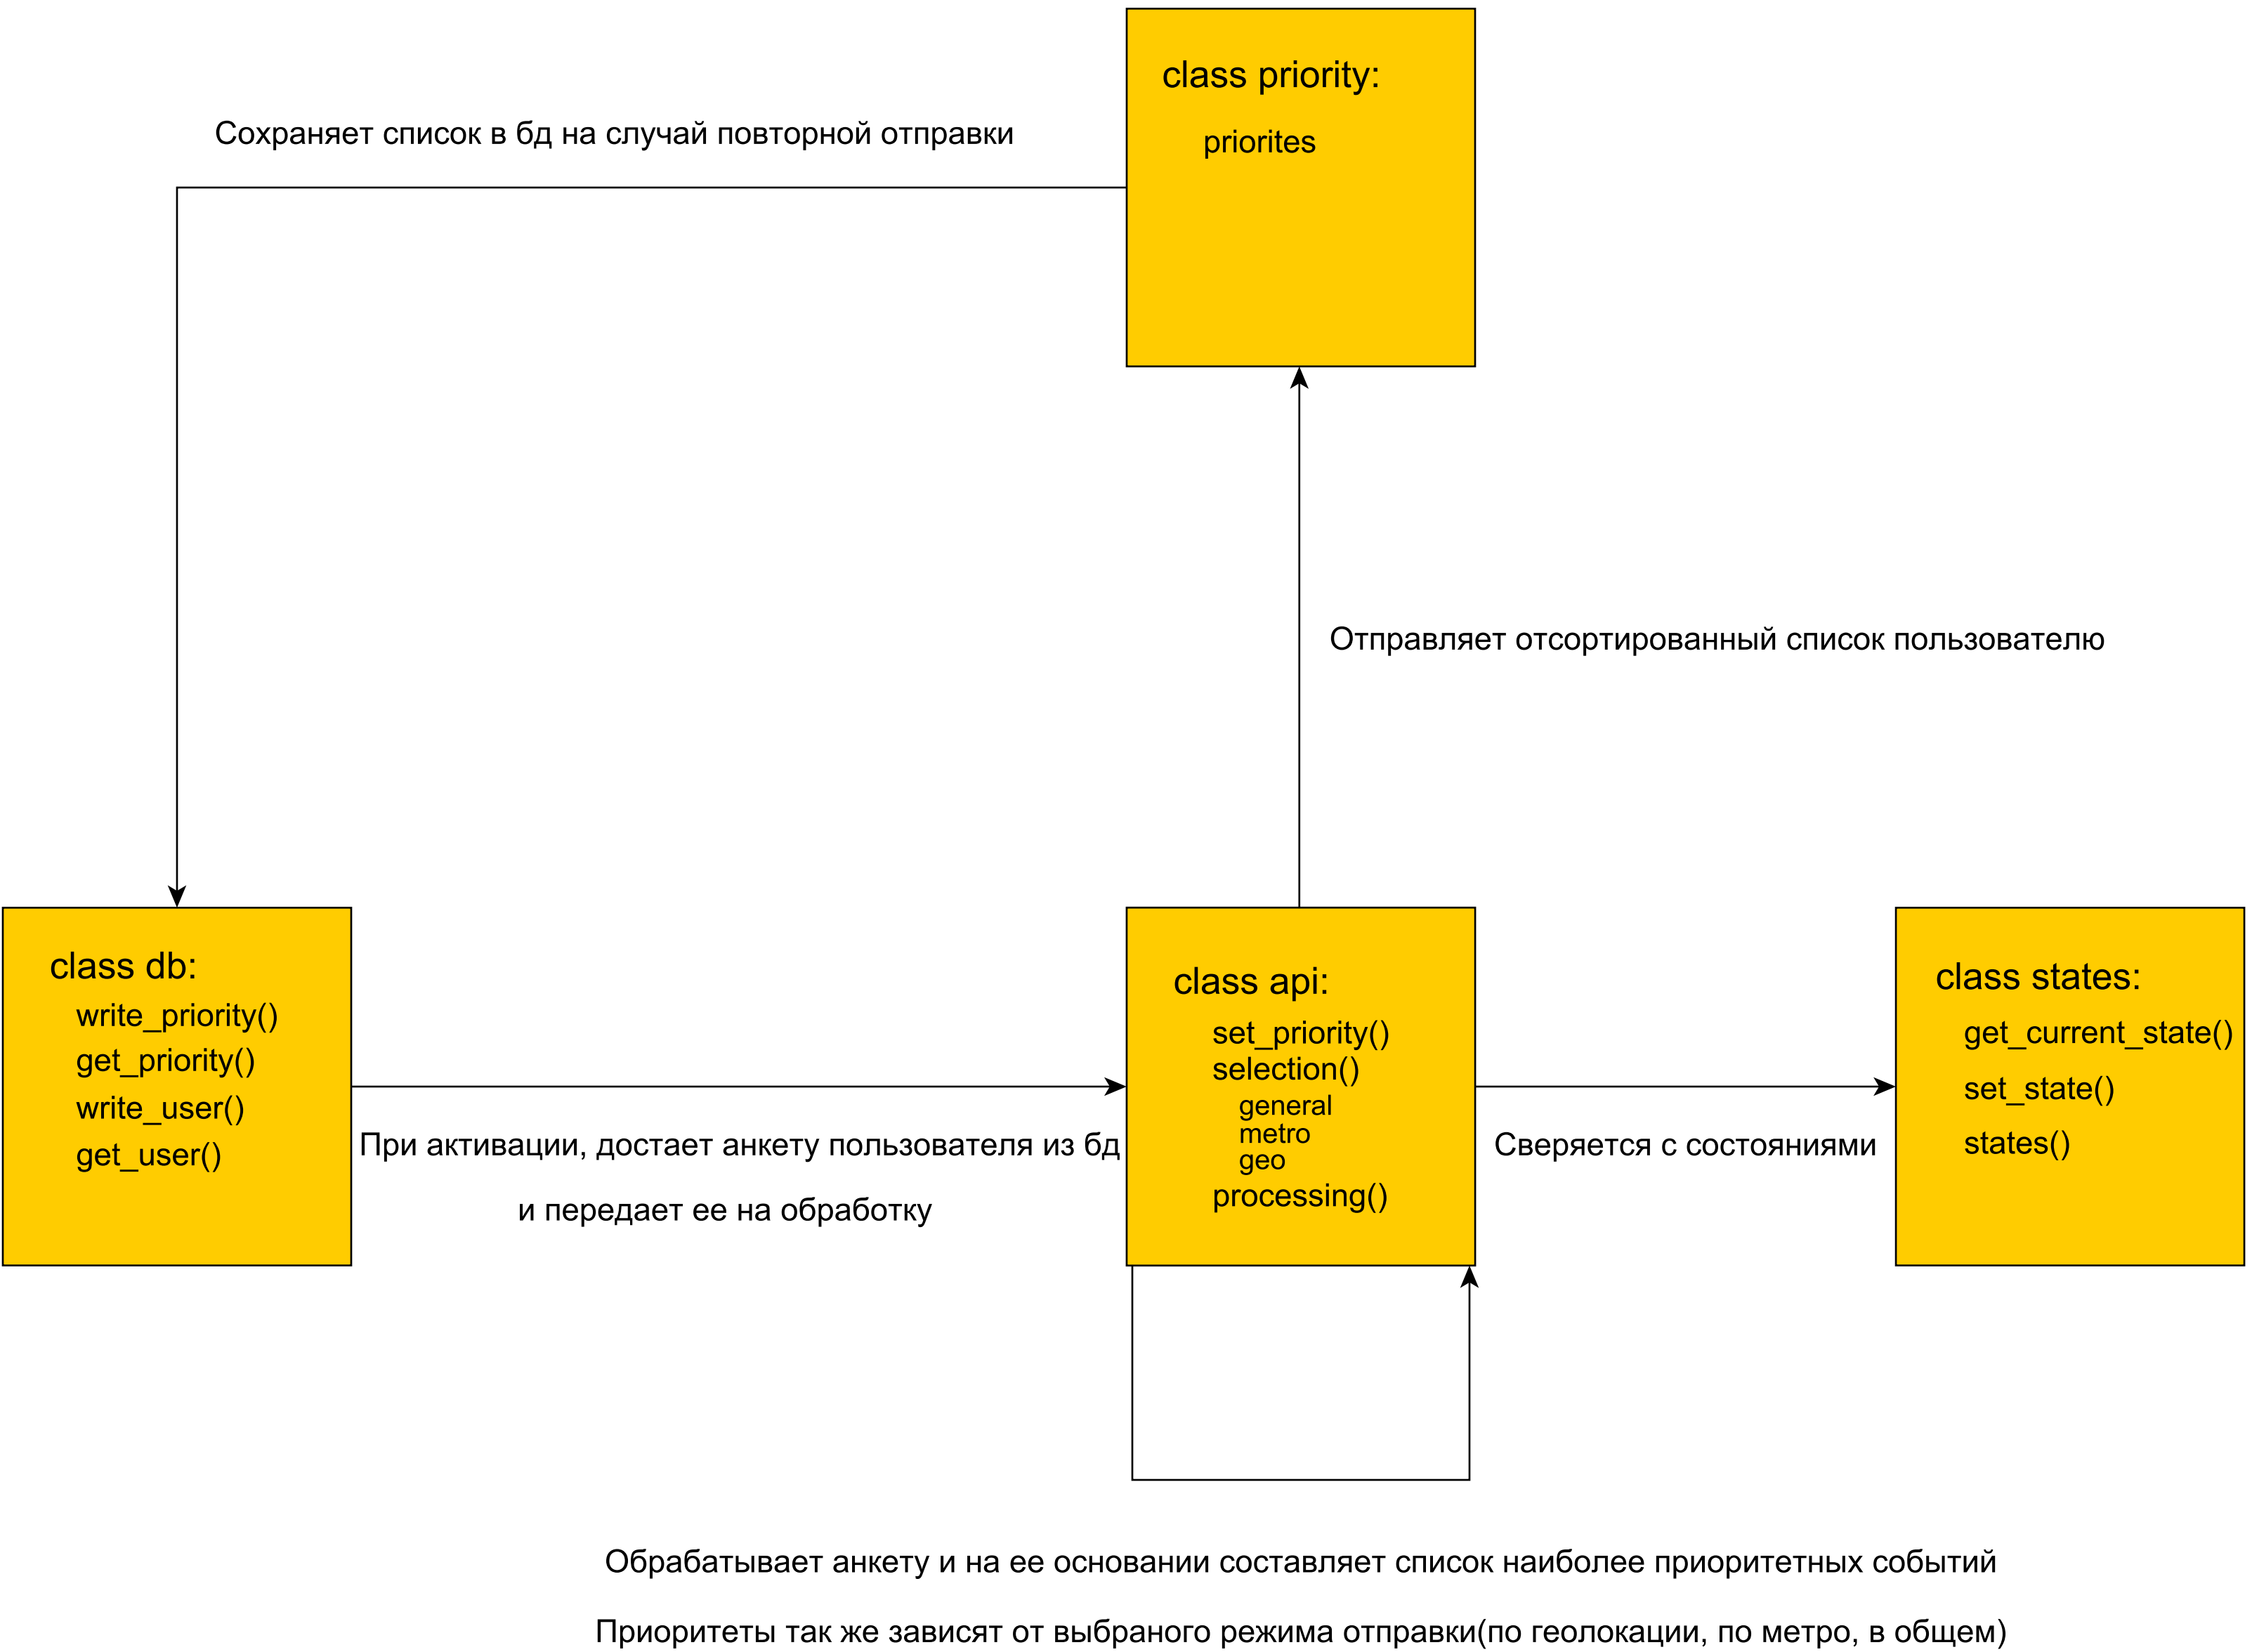 class priority:
priorites
Сохраняет список в бд на случай повторной отправки
Отправляет отсортированный список пользователю
class db:
write_priority()
get_priority()
write_user()
get_user()
При активации, достает анкету пользователя из бд
и передает ее на обработку
class api:
set_priority()
selection()
general
metro
geo
processing()
Сверяется с состояниями
class states:
get_current_state()
set_state()
states()
Обрабатывает анкету и на ее основании составляет список наиболее приоритетных событий
Приоритеты так же зависят от выбраного режима отправки(по геолокации, по метро, в общем)